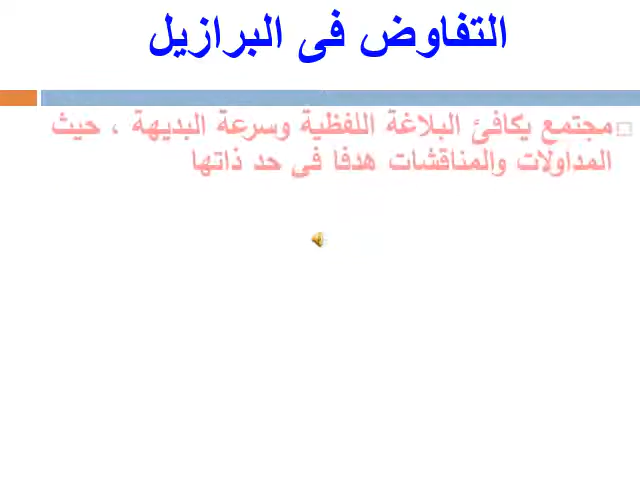 التفاوض فى البرازيل
مجتمع يكافئ البلاغة اللفظية وسرعة البديهة ، حيث
المداولات والمناقشات هدفا فى حد ذاتها